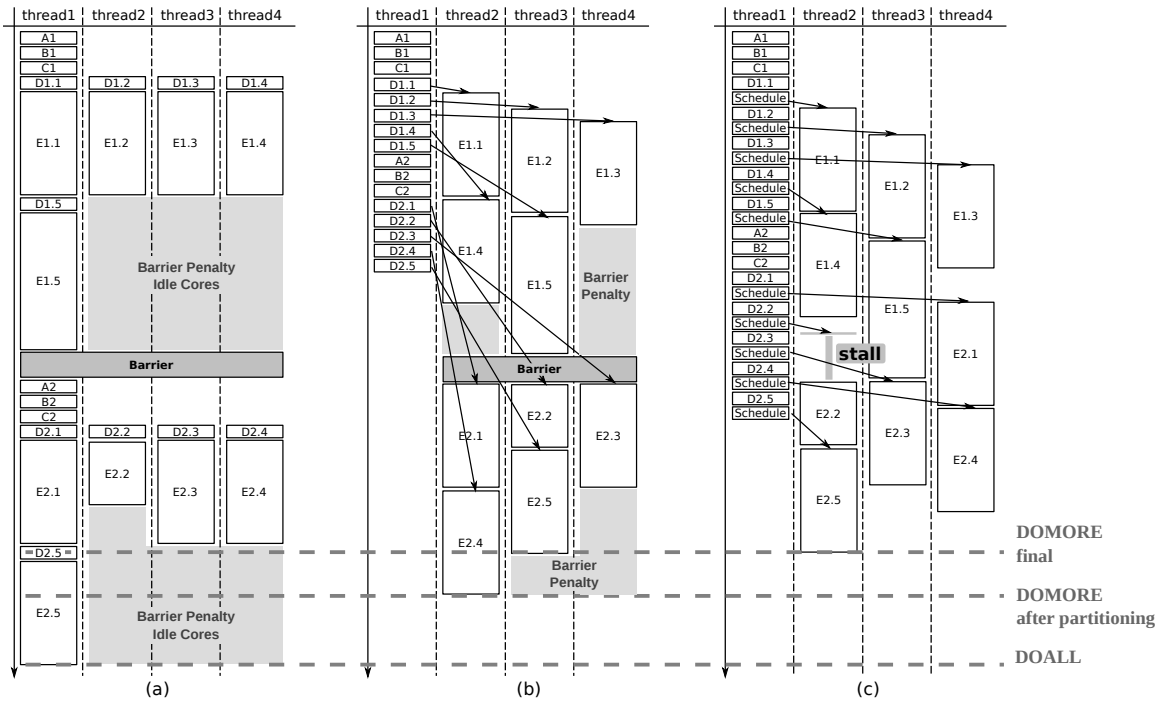 thread1 thread2 thread3 thread4
A1
B1
C1
D1.1 D1.2 D1.3 D1.4
E1.1 E1.2 E1.3 E1.4
D1.5
E1.5
Barrier Penalty
Idle Cores
Barrier
A2
B2
C2
D2.1 D2.2 D2.3 D2.4
E2.1 E2.2 E2.3 E2.4
D2.5
E2.5
Barrier Penalty
Idle Cores
(a)
thread1 thread2 thread3 thread4
A1
B1
C1
D1.1
D1.2
D1.3
D1.4
D1.5
A2
B2
C2
D2.1
D2.2
D2.3
D2.4
D2.5
E1.1
E1.2
E1.3
E1.4
E1.5
Barrier
Penalty
Barrier
E2.1
E2.2
E2.3
E2.4
E2.5
Barrier
Penalty
(b)
thread1 thread2 thread3 thread4
A1
B1
C1
D1.1
Schedule
D1.2
Schedule
D1.3
Schedule
D1.4
Schedule
D1.5
Schedule
A2
B2
C2
D2.1
Schedule
D2.2
Schedule
D2.3
Schedule
D2.4
Schedule
D2.5
Schedule
E1.1
E1.2
E1.3
E1.4
E1.5
stall
E2.1
E2.2
E2.3
E2.4
E2.5
(c)
DOMORE
final
DOMORE
after partitioning
DOALL